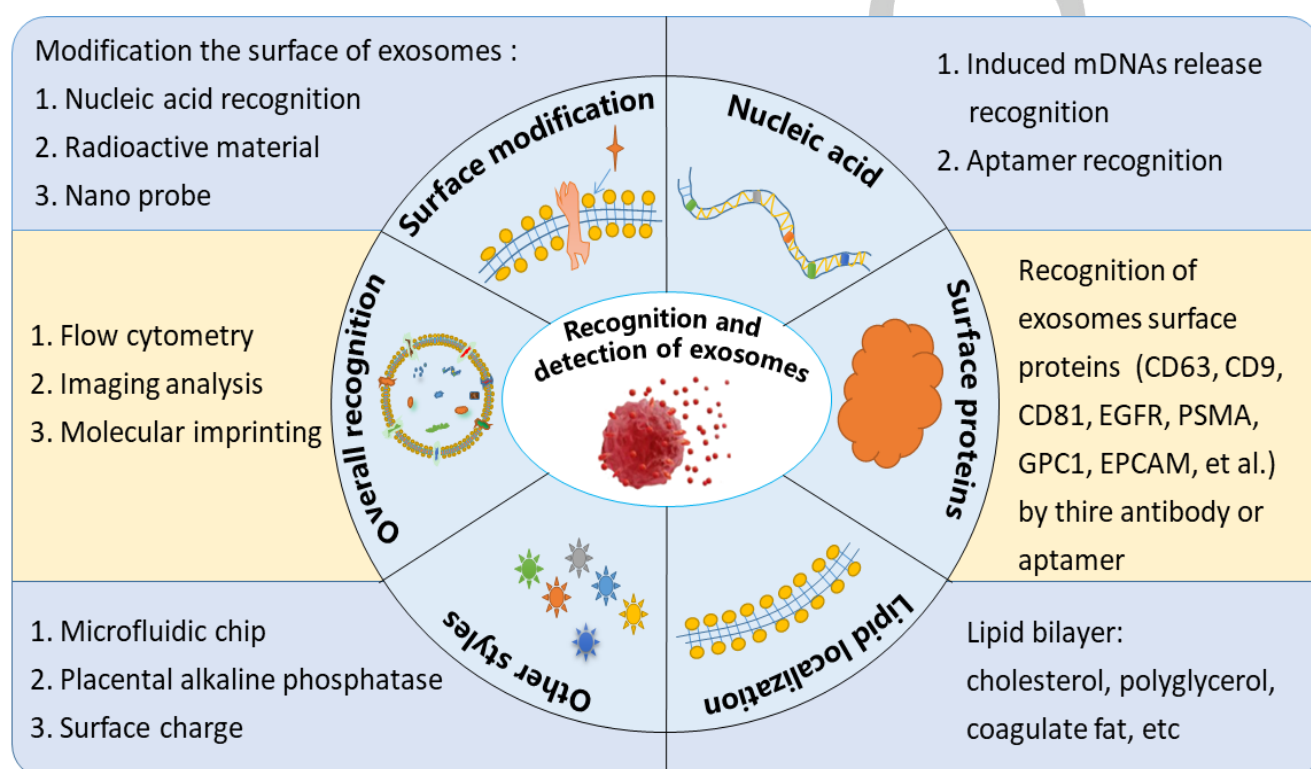 Modification the surface of exosomes :
1. Nucleic acid recognition
2. Radioactive material
3. Nano probe
1. Induced mDNAs release
recognition
2. Aptamer recognition
Surface modification
Nucleic acid
1. Flow cytometry
2. Imaging analysis
3. Molecular imprinting
Overall recognition
Recognition and
detection of exosomes
Surface proteins
Recognition of
exosomes surface
proteins (CD63, CD9,
CD81, EGFR, PSMA,
GPC1, EPCAM, et al.)
by thire antibody or
aptamer
1. Microfluidic chip
2. Placental alkaline phosphatase
3. Surface charge
Other styles
Lipid localization
Lipid bilayer:
cholesterol, polyglycerol,
coagulate fat, etc